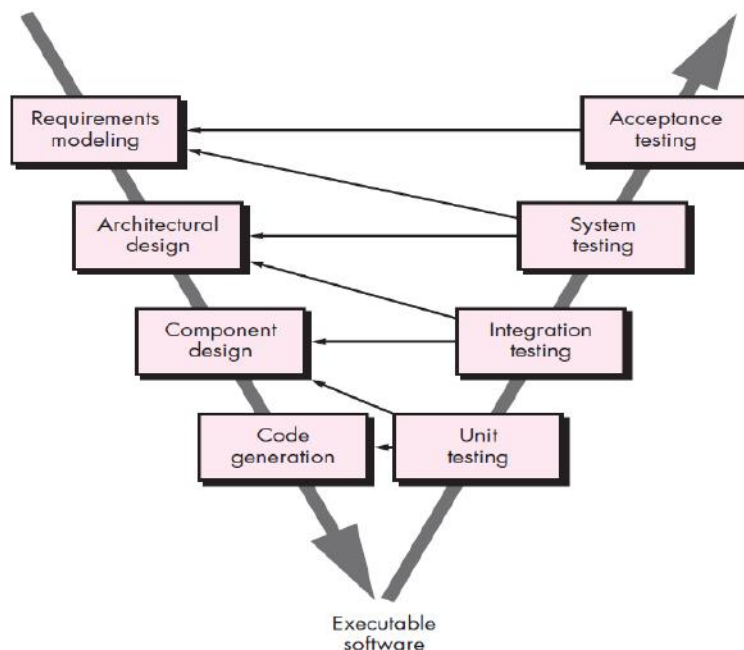 Requirements
modeling
Acceptance
testing
Architectural
design
System
testing
Component
design
Integration
testing
Code
generation
Unit
testing
Executable
software